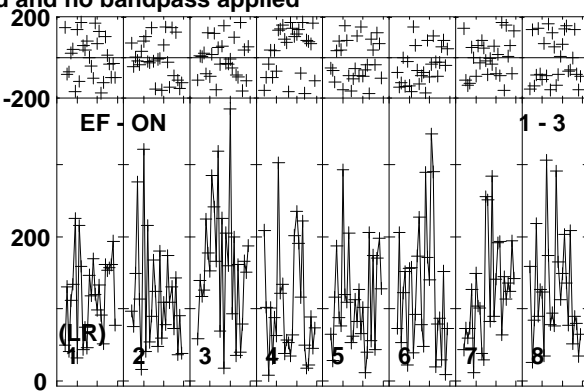 d and no bandpass applied
200
-200
EF - ON 1 - 3
200
(LR)
1 2 3 4 5 6 7 8
0